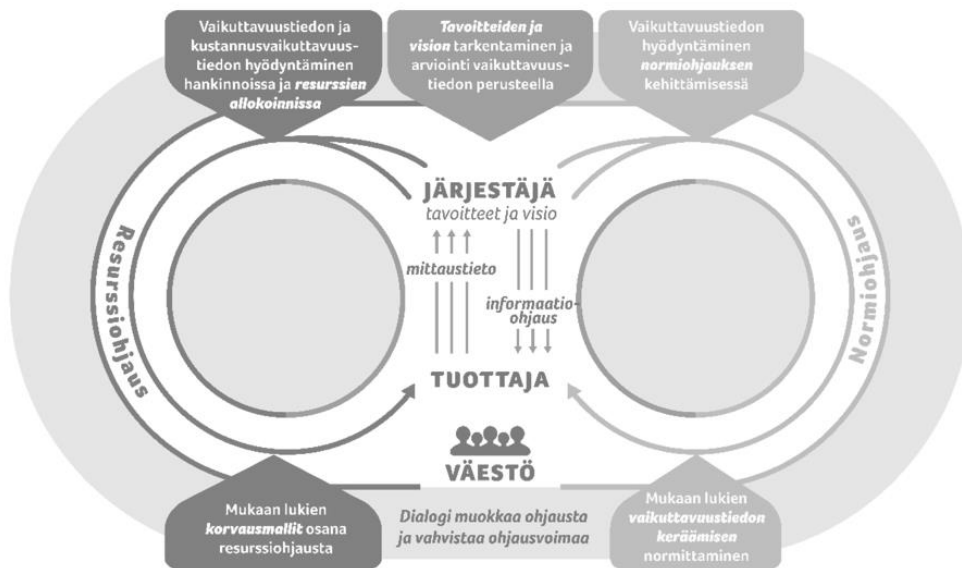 Vaikuttavuustiedon ja
kustannusvaikuttavuus-
tiedon hyödyntäminen
hankinnoissa ja resurssien
allokoinnissa
Tavoitteiden ja
vision tarkentaminen ja
arviointi vaikuttavuus-
tiedon perusteella
Vaikuttavuustiedon
hyödyntäminen
normiohjauksen
kehittämisessä
JÄRJESTÄJÄ
tavoitteet ja visio
mittaustieto
informaatio-
ohjaus
Resurssiohjaus
Normiohjaus
TUOTTAJA
VÄESTÖ
Mukaan lukien
korvausmallit osana
resurssiohjausta
Dialogi muokkaa ohjausta
ja vahvistaa ohjausvoimaa
Mukaan lukien
vaikuttavuustiedon
keräämisen
normittaminen